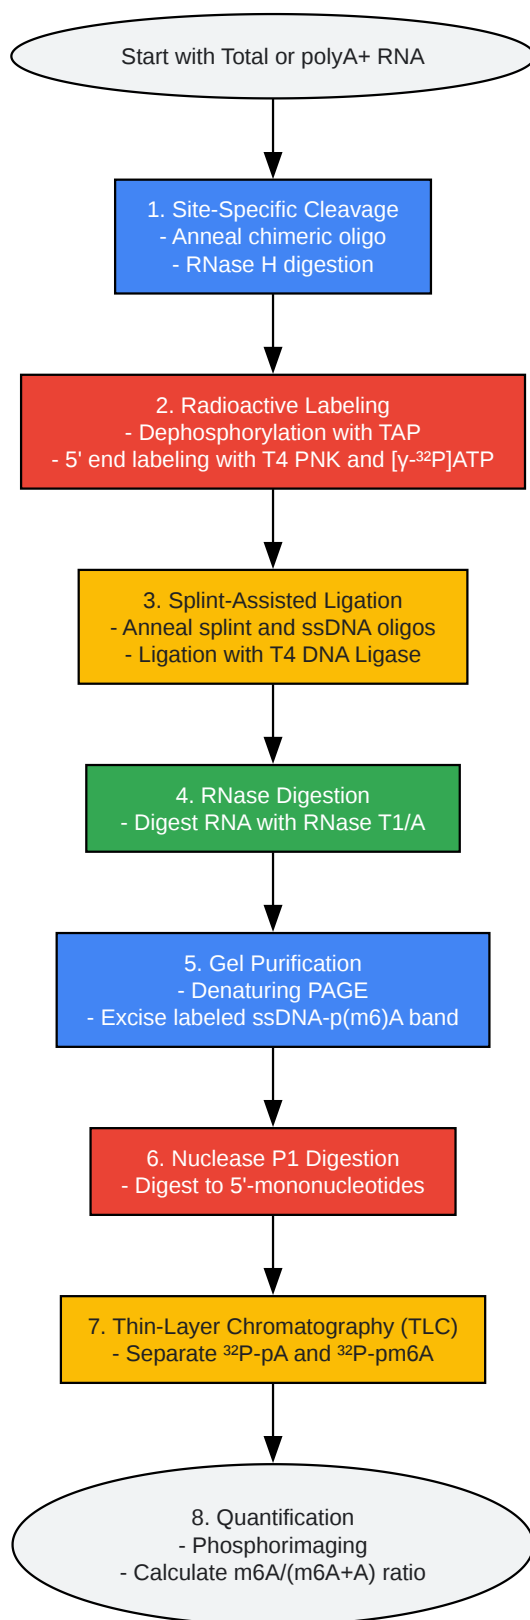 Start with Total or polyA+ RNA
1. Site-Specific Cleavage
- Anneal chimeric oligo
- RNase H digestion
2. Radioactive Labeling
- Dephosphorylation with TAP
- 5' end labeling with T4 PNK and [γ-³²P]ATP
3. Splint-Assisted Ligation
- Anneal splint and ssDNA oligos
- Ligation with T4 DNA Ligase
4. RNase Digestion
- Digest RNA with RNase T1/A
5. Gel Purification
- Denaturing PAGE
- Excise labeled ssDNA-p(m6)A band
6. Nuclease P1 Digestion
- Digest to 5'-mononucleotides
7. Thin-Layer Chromatography (TLC)
- Separate ³²P-pA and ³²P-pm6A
8. Quantification
- Phosphorimaging
- Calculate m6A/(m6A+A) ratio